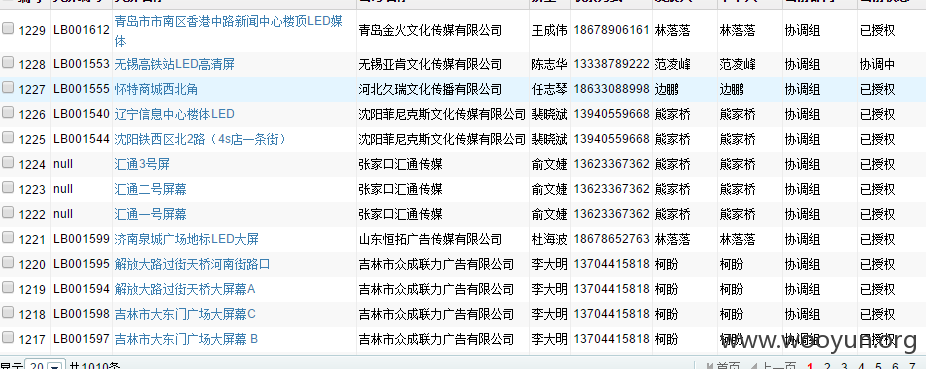 1229 LB001612 青岛市市南区香港中路新闻中心楼顶LED媒体 青岛金火文化传媒有限公司 王成伟 18678906161 林落落 林落落 协调组 已授权
1228 LB001553 无锡高铁站LED高清屏 无锡亚肯文化传媒有限公司 陈志华 13338789222 范凌峰 范凌峰 协调组 协调中
1227 LB001555 怀特商城西北角 河北久瑞文化传播有限公司 任志琴 18633088998 边鹏 边鹏 协调组 已授权
1226 LB001540 辽宁信息中心楼体LED 沈阳菲尼克斯文化传媒有限公司 裴晓斌 13940559668 熊家桥 熊家桥 协调组 已授权
1225 LB001544 沈阳铁西区北2路（4s店一条街） 沈阳菲尼克斯文化传媒有限公司 裴晓斌 13940559668 熊家桥 熊家桥 协调组 已授权
1224 null 汇通3号屏 张家口汇通传媒 俞文婕 13623367362 熊家桥 熊家桥 协调组 已授权
1223 null 汇通二号屏幕 张家口汇通传媒 俞文婕 13623367362 熊家桥 熊家桥 协调组 已授权
1222 null 汇通一号屏幕 张家口汇通传媒 俞文婕 13623367362 熊家桥 熊家桥 协调组 已授权
1221 LB001599 济南泉城广场地标LED大屏 山东恒拓广告传媒有限公司 杜海波 18678652763 林落落 林落落 协调组 已授权
1220 LB001595 解放大路过街天桥河南街路口 吉林市众成联力广告有限公司 李大明 13704415818 柯盼 柯盼 协调组 已授权
1219 LB001594 解放大路过街天桥大屏幕A 吉林市众成联力广告有限公司 李大明 13704415818 柯盼 柯盼 协调组 已授权
1218 LB001598 吉林市大东门广场大屏幕C 吉林市众成联力广告有限公司 李大明 13704415818 柯盼 柯盼 协调组 已授权
1217 LB001597 吉林市大东门广场大屏幕 B 吉林市众成联力广告有限公司 李大明 13704415818 柯盼 柯盼 协调组 已授权
www.wooyun.org
显示 20 共1010条 首页 上一页 1 2 3 4 5 6 7